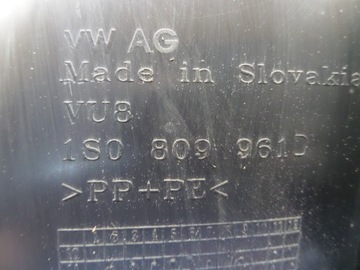 VW AG
Made in Slovakia
VU8
1S0 809 961D
>PP+PE<